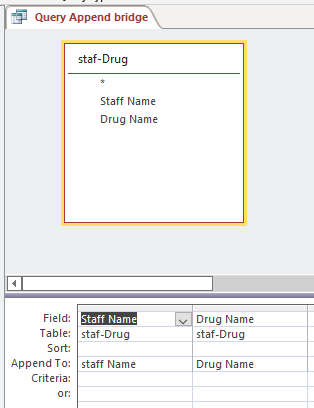 Query Append bridge
staf-Drug
*
Staff Name
Drug Name
Field: Staff Name Drug Name
Table: staf-Drug staf-Drug
Sort:
Append To: staff Name Drug Name
Criteria:
or: